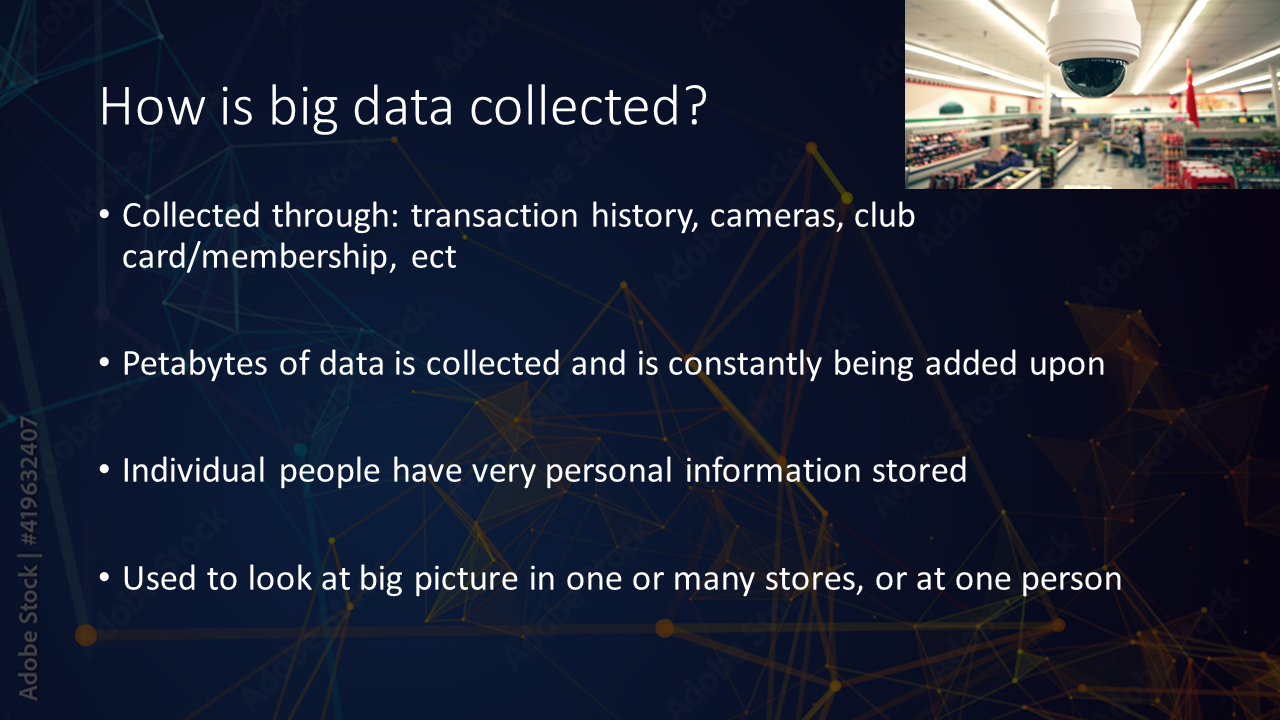 How is big data collected?
• Collected through: transaction history, cameras, club
card/membership, ect
• Petabytes of data is collected and is constantly being added upon
• Individual people have very personal information stored
• Used to look at big picture in one or many stores, or at one person
Adobe Stock | #419632407